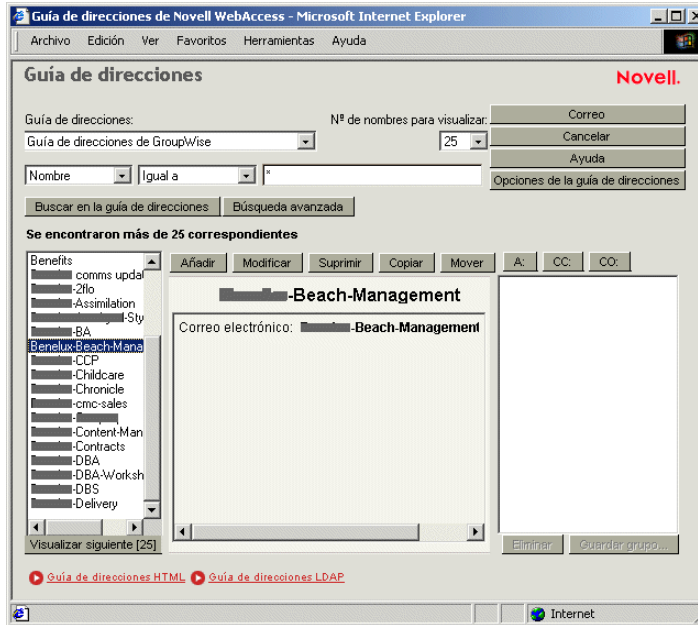 Guía de direcciones de Novell WebAccess - Microsoft Internet Explorer
Archivo Edición Ver Favoritos Herramientas Ayuda
Guía de direcciones
Novell.
Guía de direcciones:
Nº de nombres para visualizar:
Guía de direcciones de GroupWise
25
Correo
Cancelar
Ayuda
Opciones de la guía de direcciones
Nombre
Igual a
*
Buscar en la guía de direcciones
Búsqueda avanzada
Se encontraron más de 25 correspondientes
Benefits
comms updat
-2flo
-Assimilation
-Sty
-BA
Benelux-Beach-Mana
-CCP
-Childcare
-Chronicle
-cmc-sales
-Content-Man
-Contracts
-DBA
-DBA-Worksh
-DBS
-Delivery
Visualizar siguiente [25]
Añadir Modificar Suprimir Copiar Mover
-Beach-Management
Correo electrónico: -Beach-Management
A: CC: CO:
Eliminar Guardar grupo...
Guía de direcciones HTML Guía de direcciones LDAP
Internet